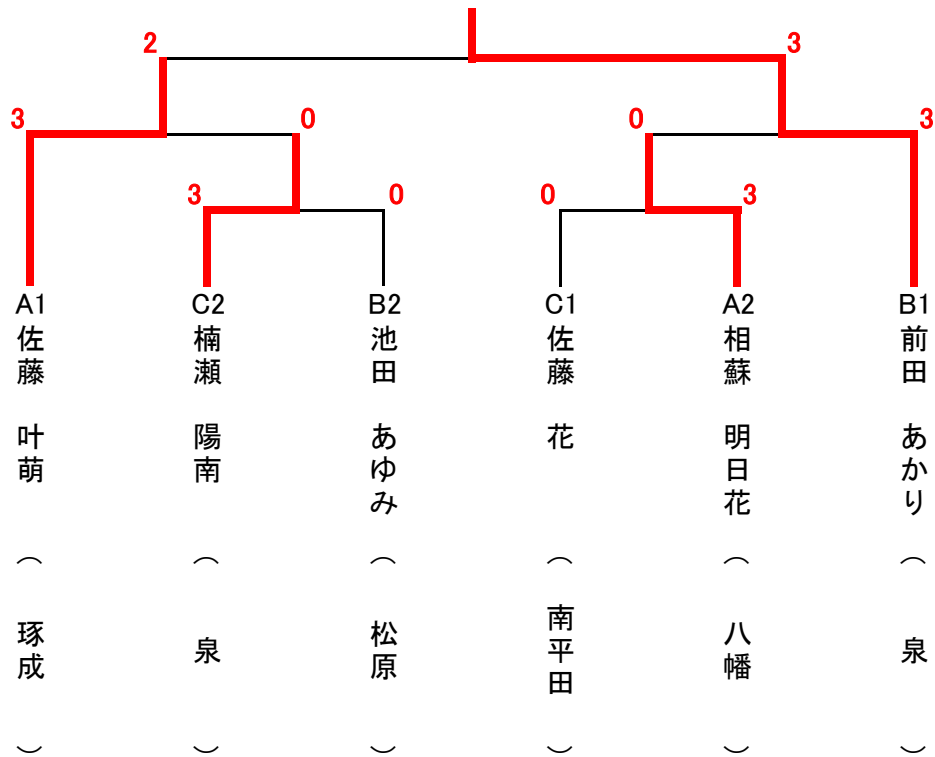 2
3
3
0
0
3
3
0
0
3
A1
佐藤 叶萌
（ 琢成 ）
C2
楠瀬 陽南
（ 泉 ）
B2
池田 あゆみ
（ 松原 ）
C1
佐藤 花
（ 南平田 ）
A2
相蘇 明日花
（ 八幡 ）
B1
前田 あかり
（ 泉 ）